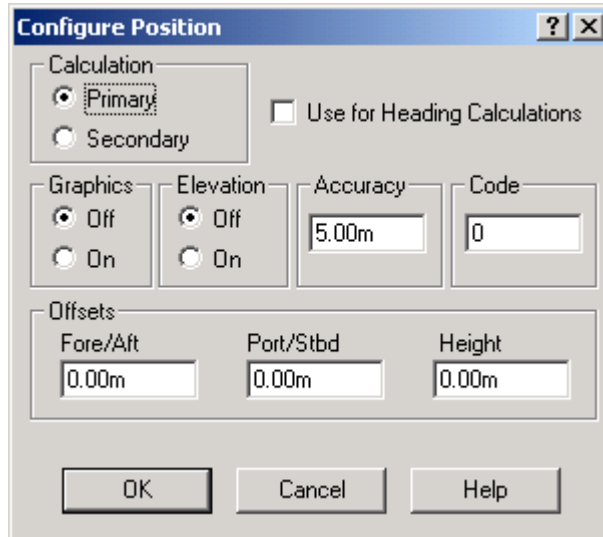 Configure Position
Calculation
Primary
Secondary
Use for Heading Calculations
Graphics
Off
On
Elevation
Off
On
Accuracy
5.00m
Code
0
Offsets
Fore/Aft
0.00m
Port/Stbd
0.00m
Height
0.00m
OK
Cancel
Help